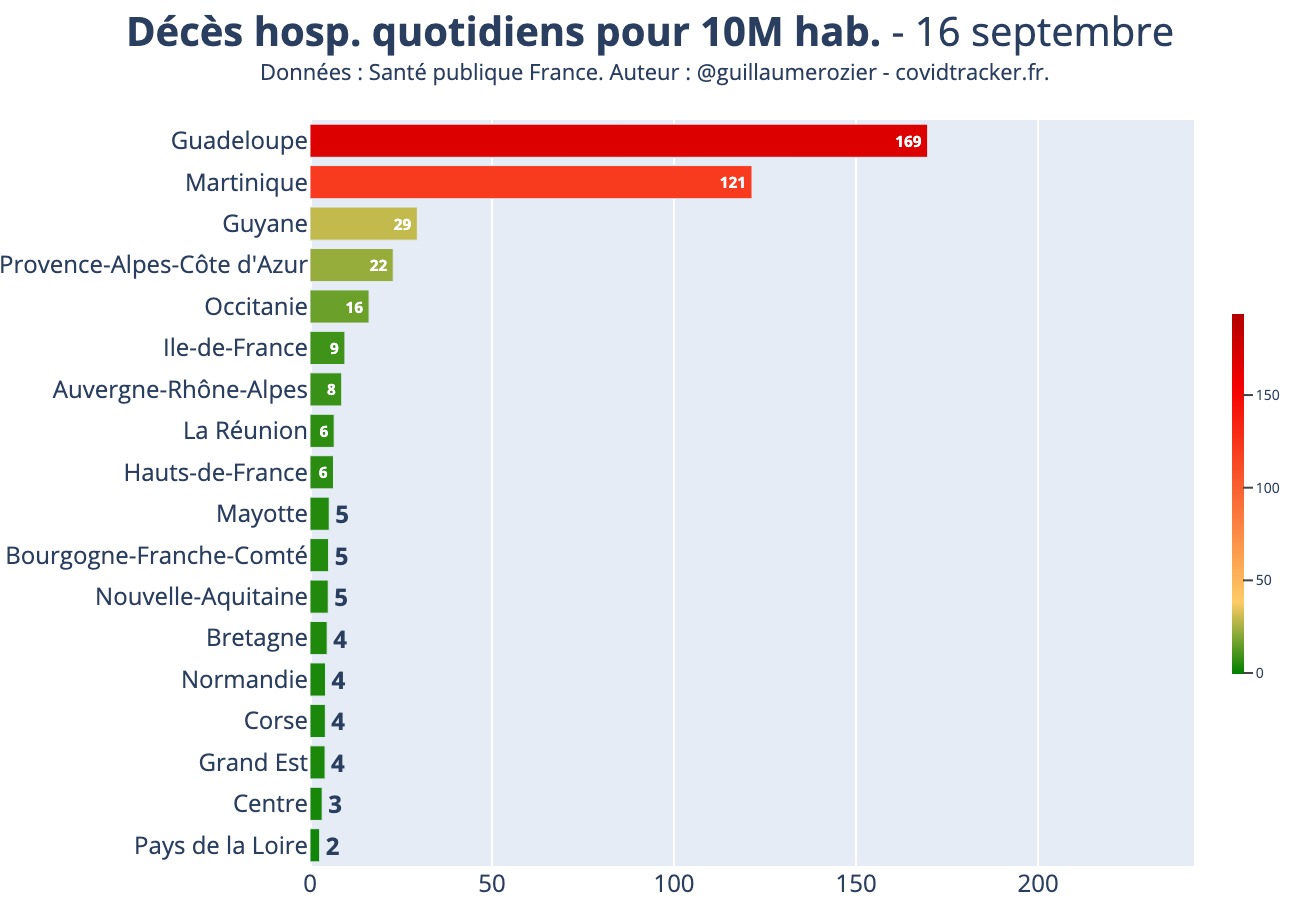 Décès hosp. quotidiens pour 10M hab. - 16 septembre
Données : Santé publique France. Auteur : @guillaumerozier - covidtracker.fr.
Guadeloupe 169
Martinique 121
Guyane 29
Provence-Alpes-Côte d'Azur 22
Occitanie 16
Ile-de-France 9
Auvergne-Rhône-Alpes 8
La Réunion 6
Hauts-de-France 6
Mayotte 5
Bourgogne-Franche-Comté 5
Nouvelle-Aquitaine 5
Bretagne 4
Normandie 4
Corse 4
Grand Est 4
Centre 3
Pays de la Loire 2
0 50 100 150 200
150
100
50
0